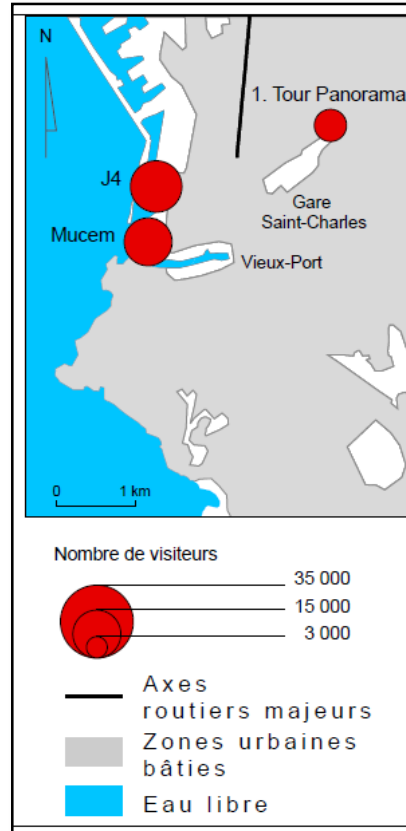 N
1. Tour Panorama
J4
Gare
Saint-Charles
Mucem
Vieux-Port
0 1 km
Nombre de visiteurs
35 000
15 000
3 000
Axes
routiers majeurs
Zones urbaines
bâties
Eau libre